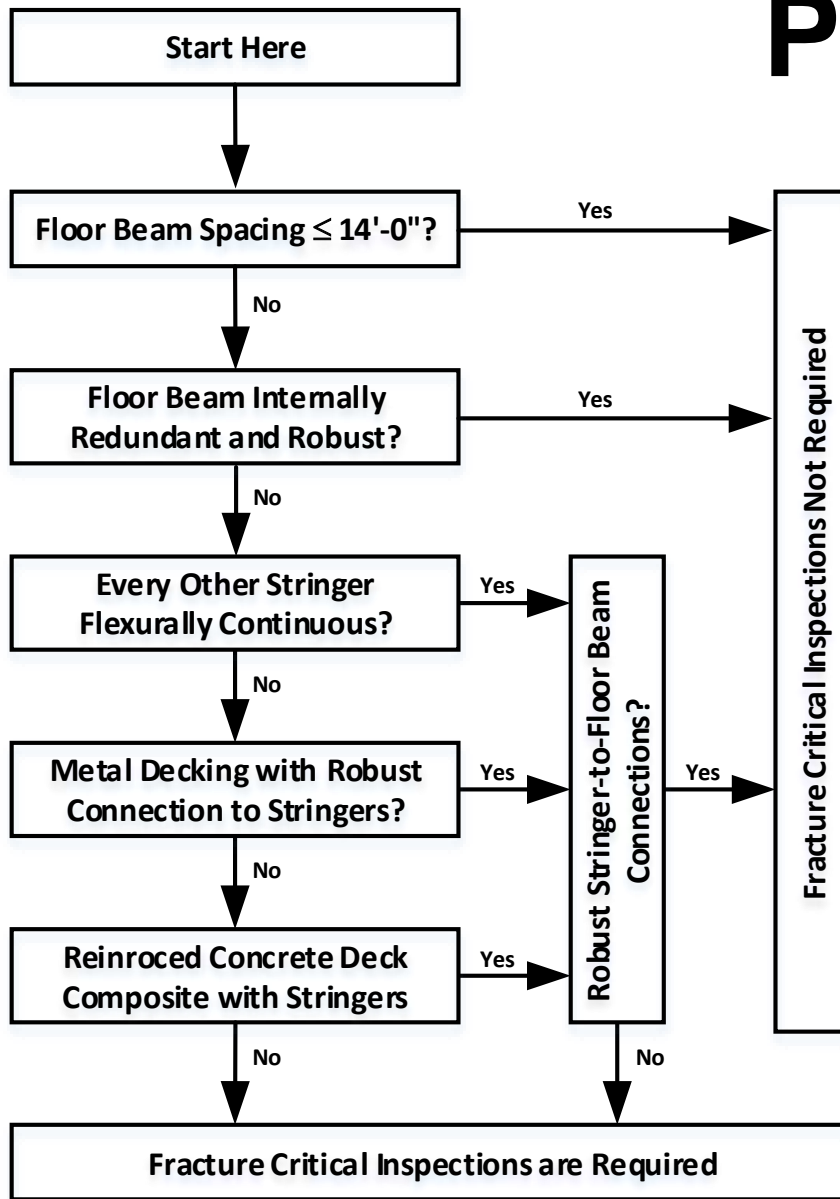 P
Start Here
Floor Beam Spacing ≤ 14'-0"?
Yes
No
Floor Beam Internally
Redundant and Robust?
Yes
No
Every Other Stringer
Flexurally Continuous?
Yes
No
Metal Decking with Robust
Connection to Stringers?
Yes
No
Reinroced Concrete Deck
Composite with Stringers
Yes
No
Robust Stringer-to-Floor Beam
Connections?
Yes
No
Fracture Critical Inspections Not Required
Fracture Critical Inspections are Required